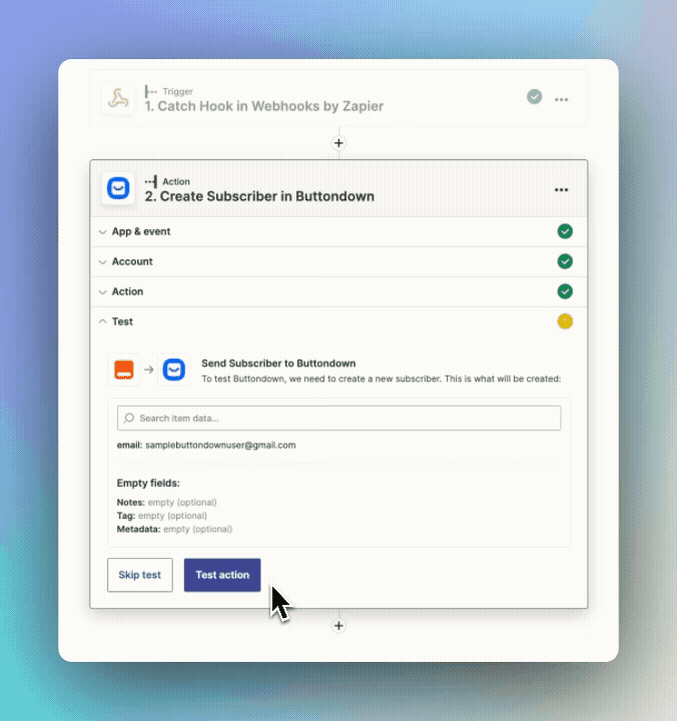 Trigger
1. Catch Hook in Webhooks by Zapier
Action
2. Create Subscriber in Buttondown
App & event
Account
Action
Test
Send Subscriber to Buttondown
To test Buttondown, we need to create a new subscriber. This is what will be created:
Search item data...
email: samplebuttondownuser@gmail.com
Empty fields:
Notes: empty (optional)
Tag: empty (optional)
Metadata: empty (optional)
Skip test Test action